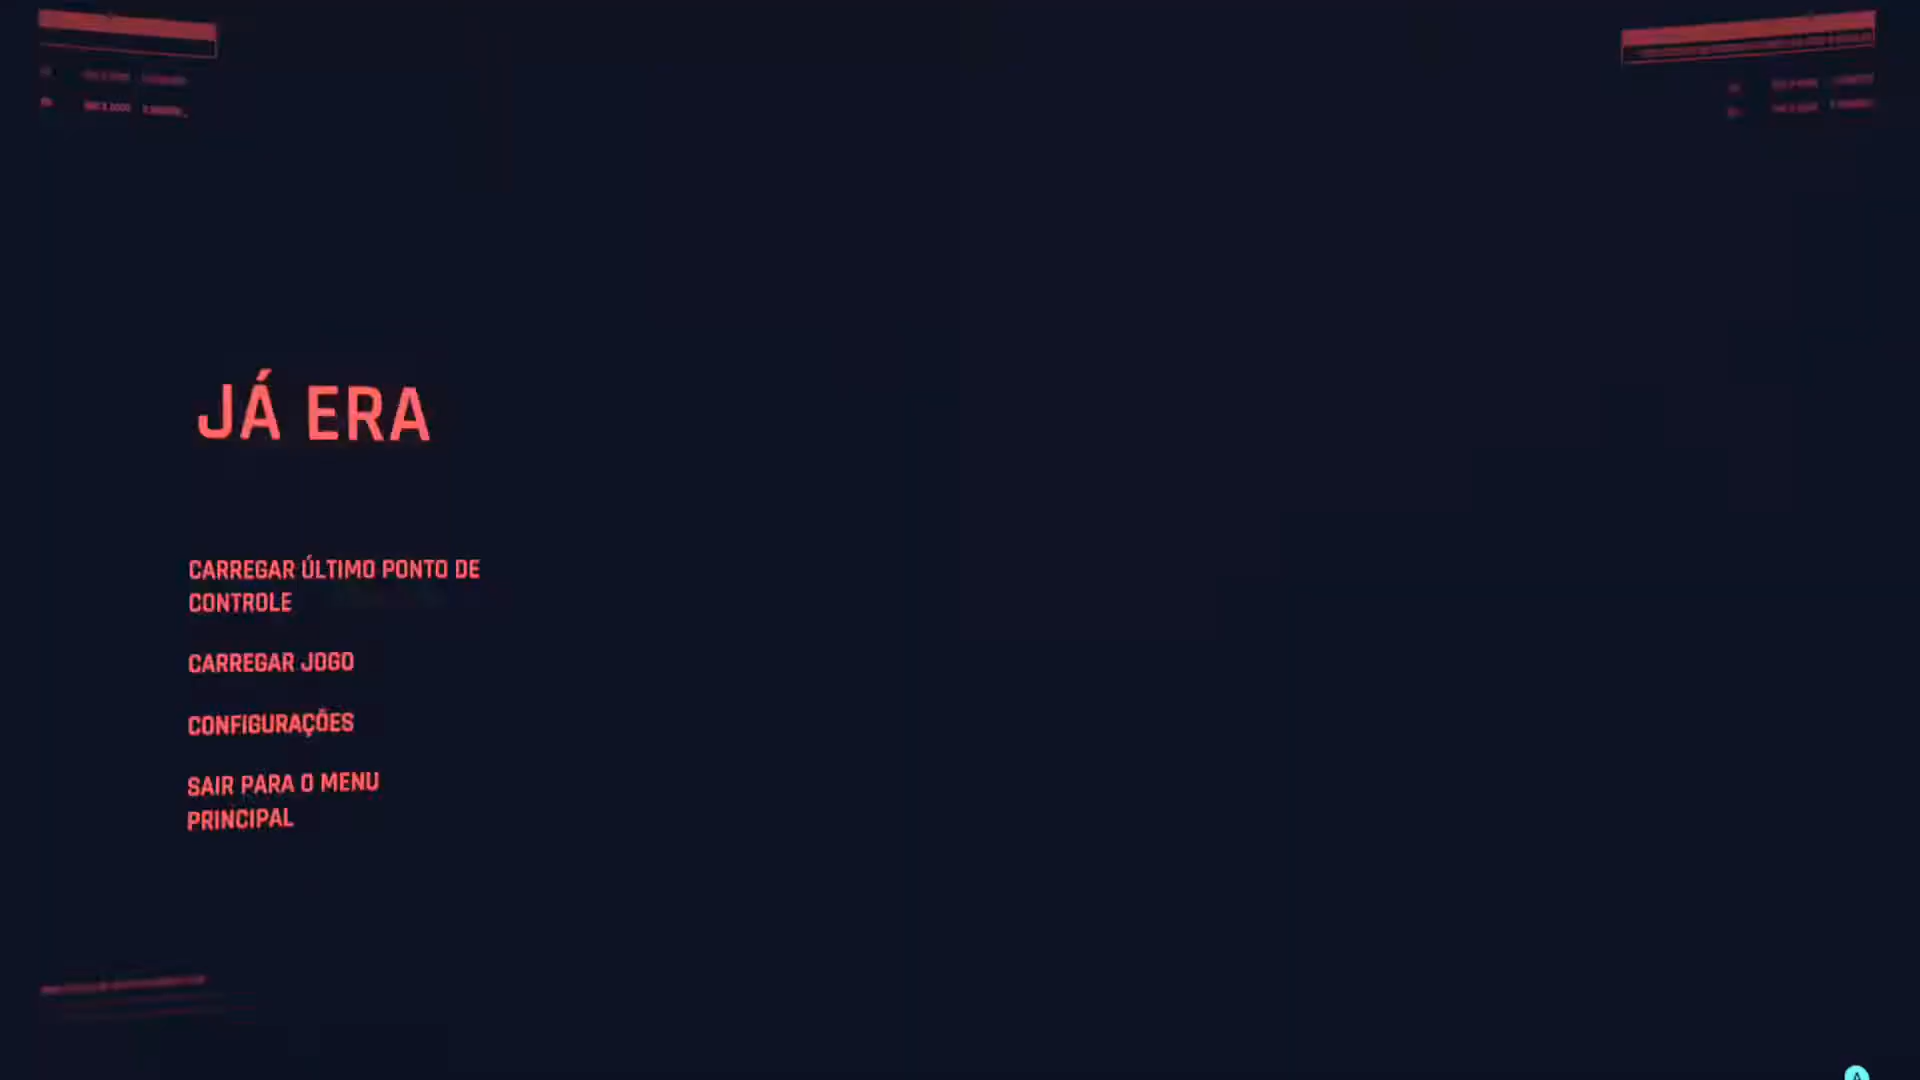 JÁ ERA
CARREGAR ÚLTIMO PONTO DE
CONTROLE
CARREGAR JOGO
CONFIGURAÇÕES
SAIR PARA O MENU
PRINCIPAL